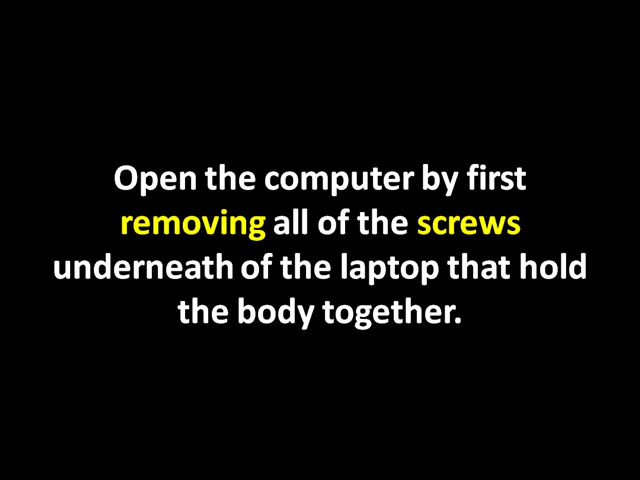 Open the computer by first
removing all of the screws
underneath of the laptop that hold
the body together.